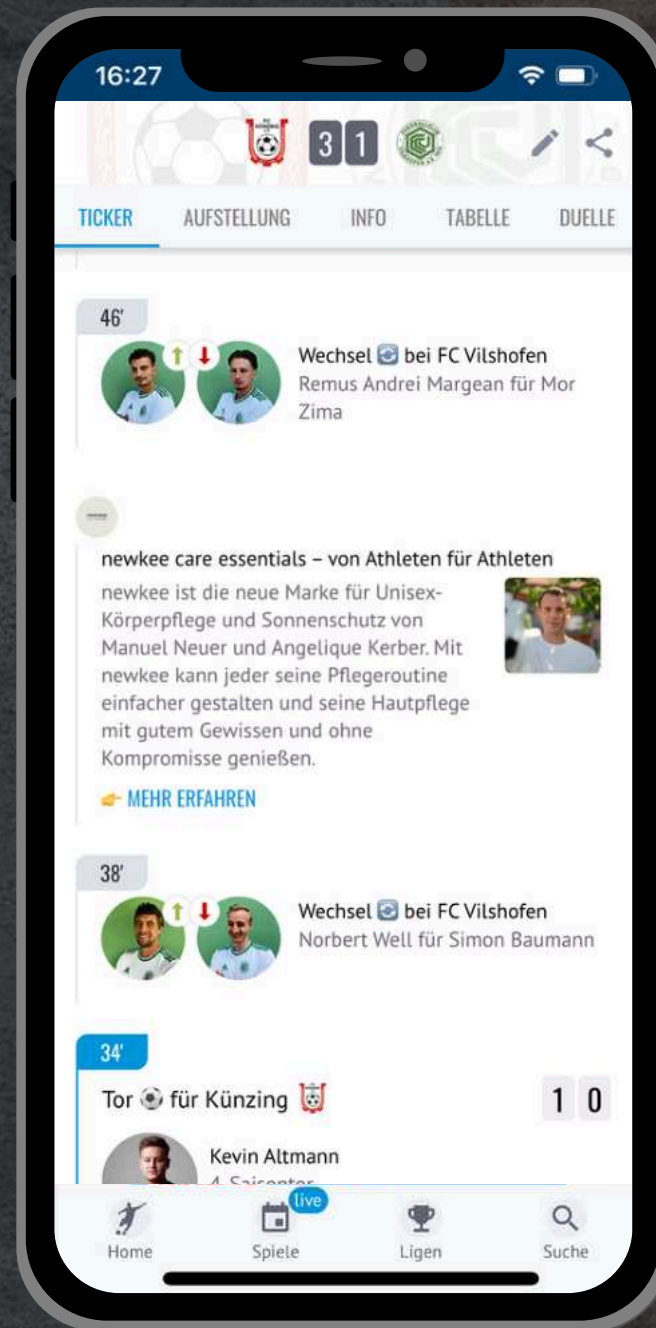 16:27
3 1
TICKER AUFSTELLUNG INFO TABELLE DUELLE
46'
Wechsel bei FC Vilshofen
Remus Andrei Margean für Mor
Zima
newkee care essentials – von Athleten für Athleten
newkee ist die neue Marke für Unisex-
Körperpflege und Sonnenschutz von
Manuel Neuer und Angelique Kerber. Mit
newkee kann jeder seine Pflegeroutine
einfacher gestalten und seine Hautpflege
mit gutem Gewissen und ohne
Kompromisse genießen.
MEHR ERFAHREN
38'
Wechsel bei FC Vilshofen
Norbert Well für Simon Baumann
34'
Tor für Künzing
1 0
Kevin Altmann
4. Saisontor
live
Home Spiele Ligen Suche